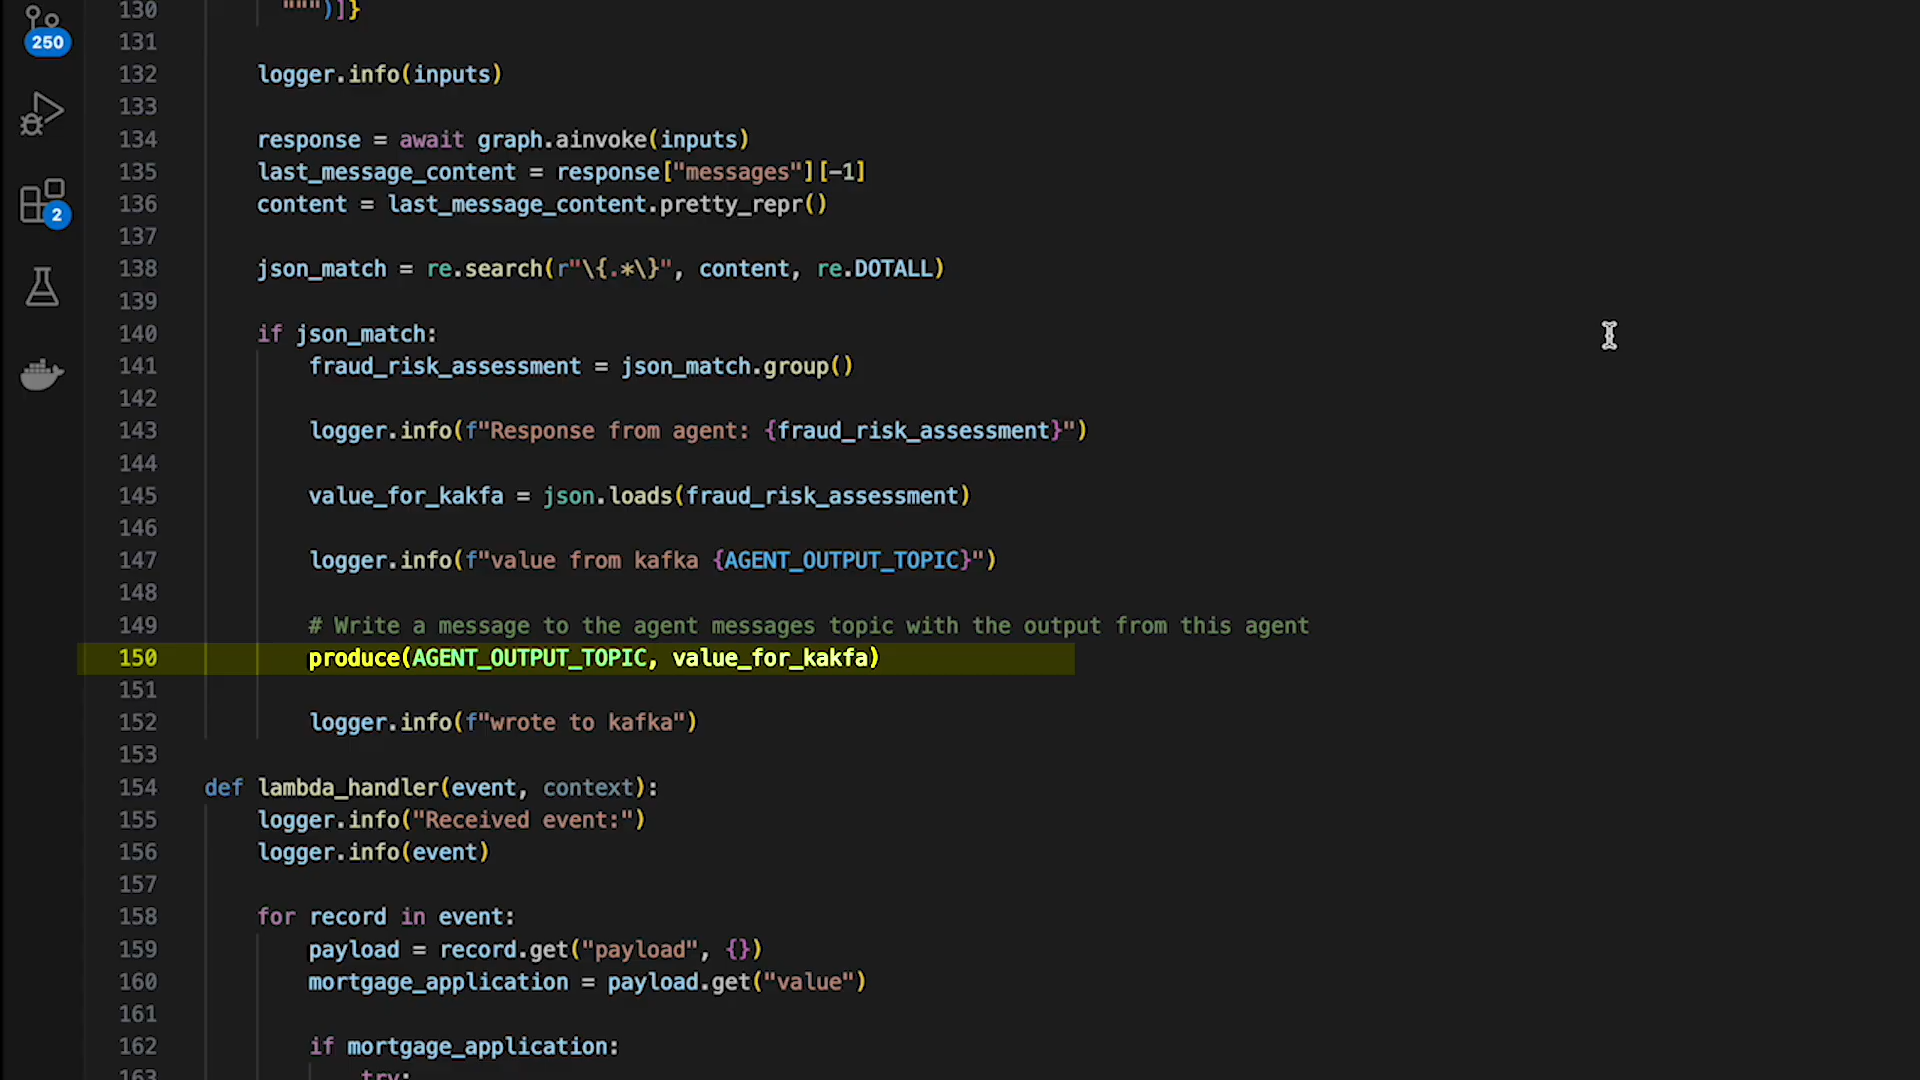 250
2
130 """)]}
131
132 logger.info(inputs)
133
134 response = await graph.ainvoke(inputs)
135 last_message_content = response["messages"][-1]
136 content = last_message_content.pretty_repr()
137
138 json_match = re.search(r"\{.*\}", content, re.DOTALL)
139
140 if json_match:
141 fraud_risk_assessment = json_match.group()
142
143 logger.info(f"Response from agent: {fraud_risk_assessment}")
144
145 value_for_kakfa = json.loads(fraud_risk_assessment)
146
147 logger.info(f"value from kafka {AGENT_OUTPUT_TOPIC}")
148
149 # Write a message to the agent messages topic with the output from this agent
150 produce(AGENT_OUTPUT_TOPIC, value_for_kakfa)
151
152 logger.info(f"wrote to kafka")
153
154 def lambda_handler(event, context):
155 logger.info("Received event:")
156 logger.info(event)
157
158 for record in event:
159 payload = record.get("payload", {})
160 mortgage_application = payload.get("value")
161
162 if mortgage_application:
163 try: